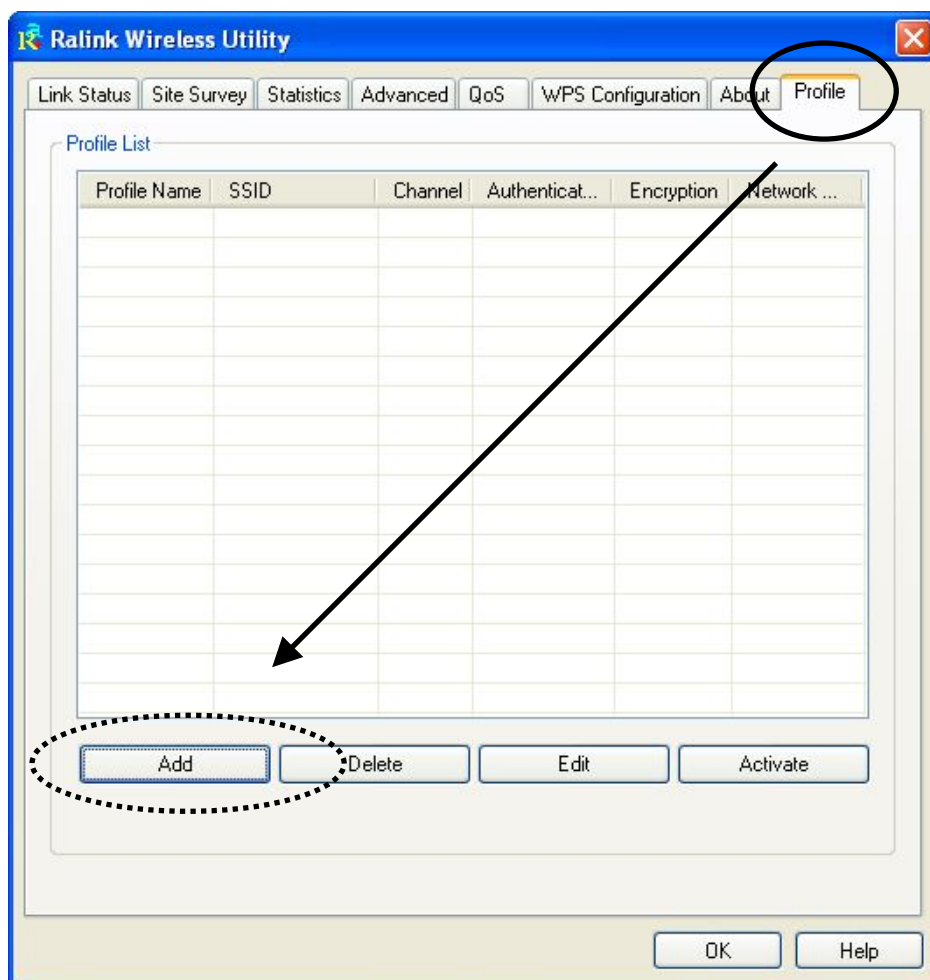 Ralink Wireless Utility
Link Status Site Survey Statistics Advanced QoS WPS Configuration About Profile
Profile List
Profile Name SSID Channel Authenticat... Encryption Network ...
Add Delete Edit Activate
OK Help